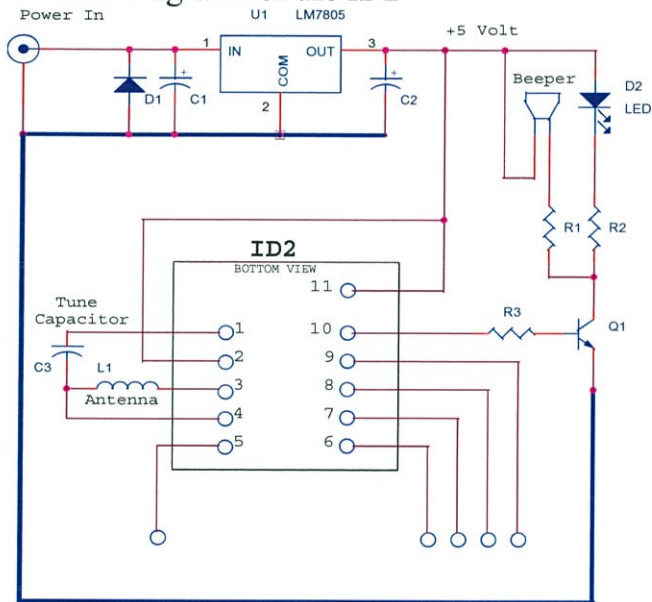 Power In
U1 LM7805
+5 Volt
1 IN OUT 3
COM
2
D1
C1
C2
Beeper
D2
LED
R1
R2
ID2
BOTTOM VIEW
11
Tune
Capacitor
1
10
R3
Q1
2
9
C3
L1
3
8
Antenna
4
7
5
6